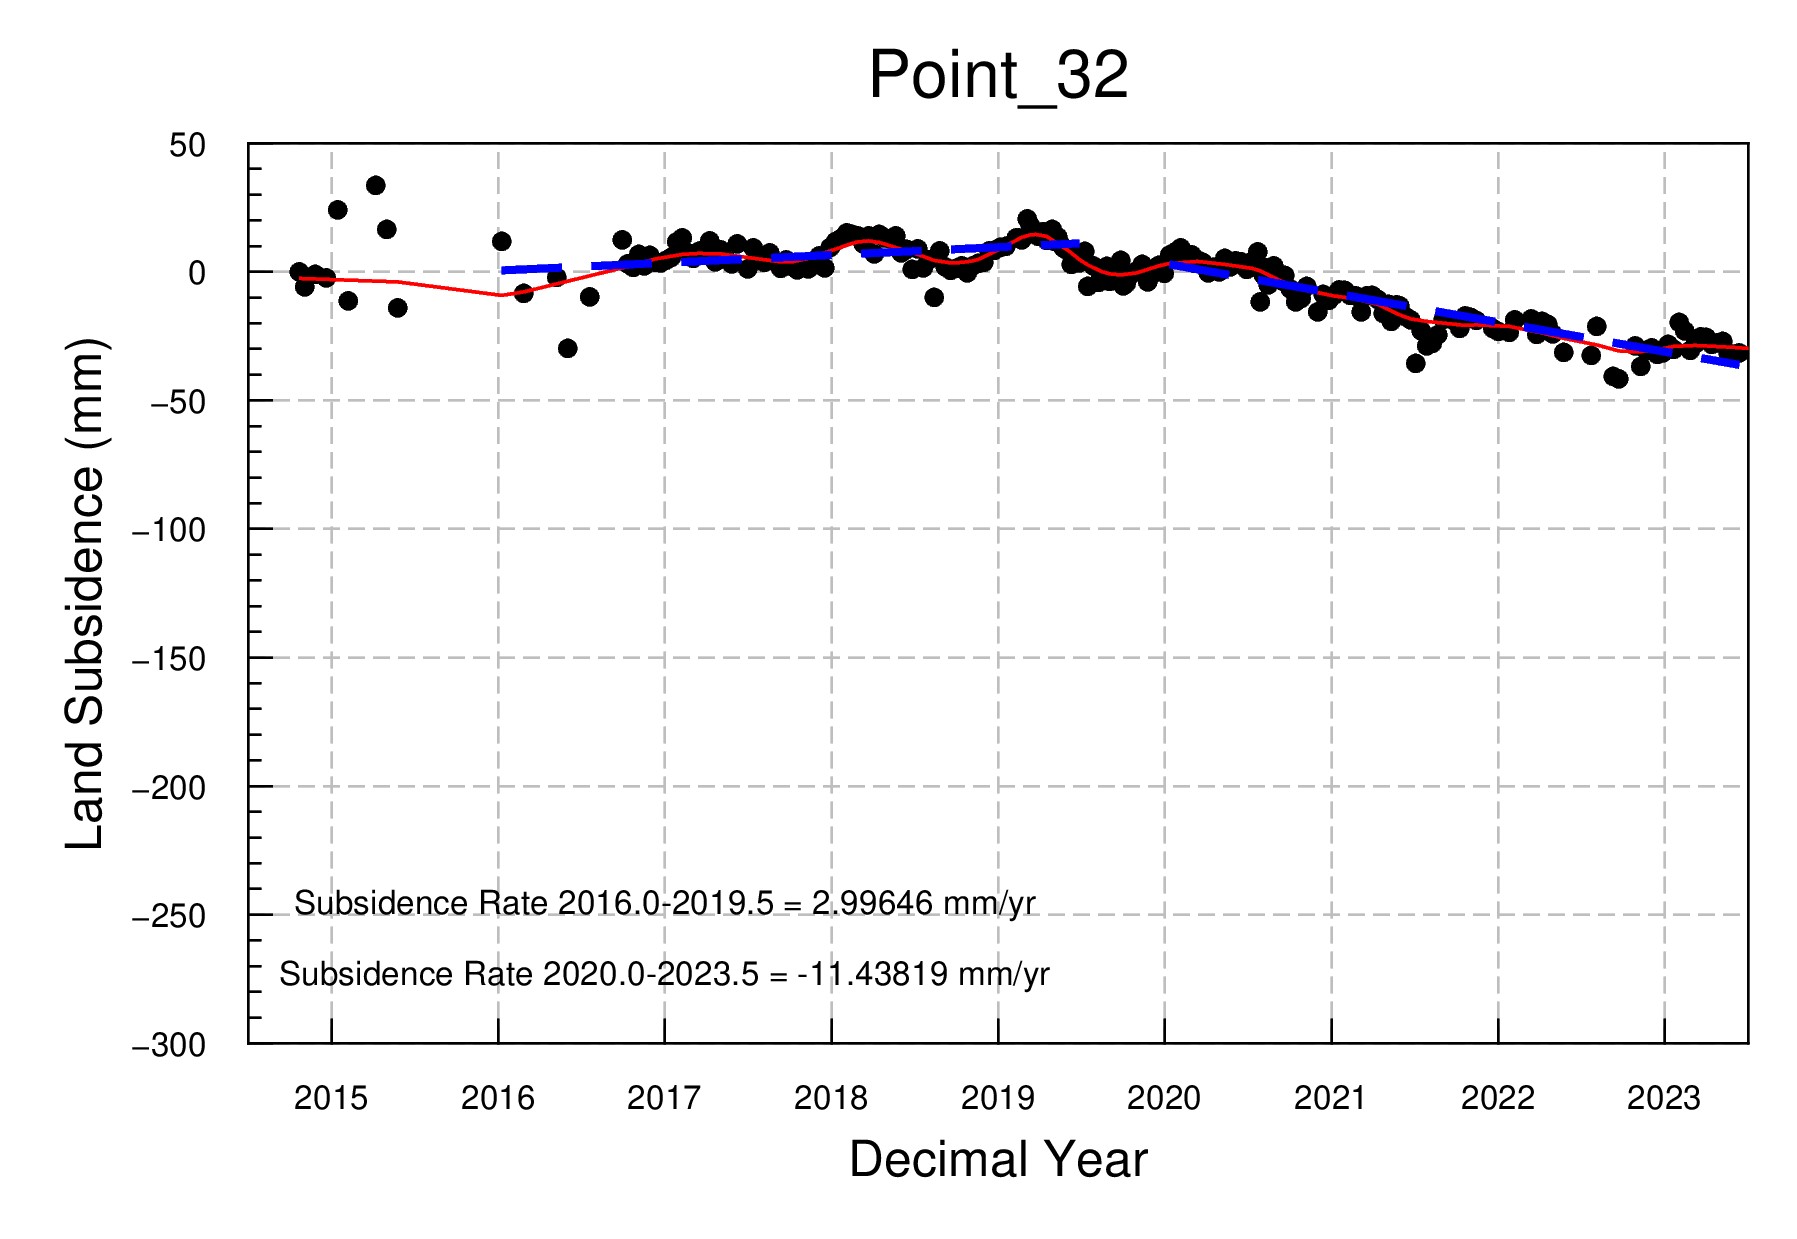 Point_32
50
0
−50
−100
−150
−200
−250
−300
Land Subsidence (mm)
Subsidence Rate 2016.0-2019.5 = 2.99646 mm/yr
Subsidence Rate 2020.0-2023.5 = -11.43819 mm/yr
2015 2016 2017 2018 2019 2020 2021 2022 2023
Decimal Year